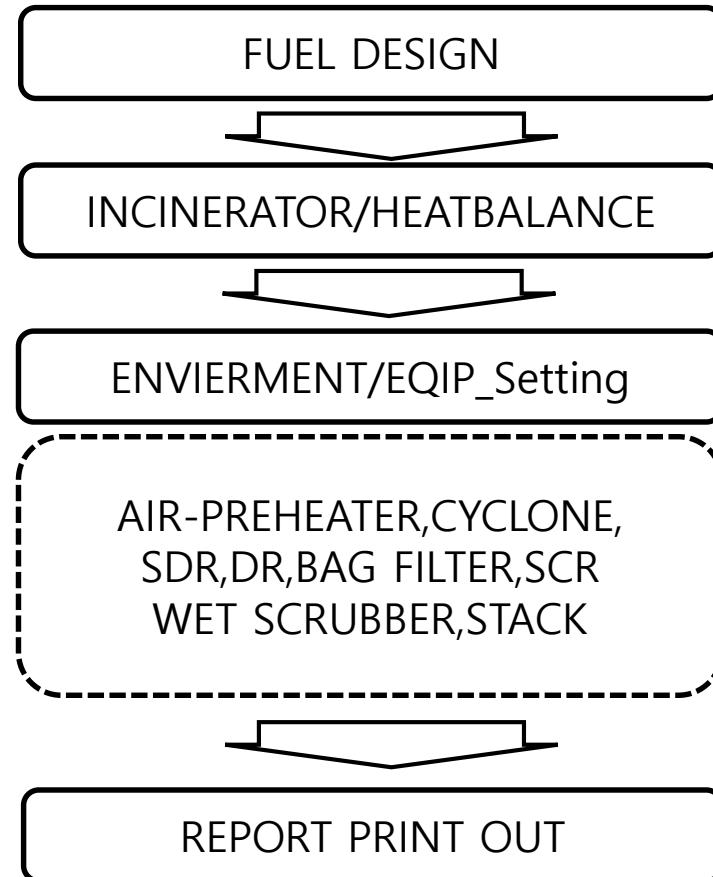 FUEL DESIGN
INCINERATOR/HEATBALANCE
ENVIERMENT/EQIP_Setting
AIR-PREHEATER,CYCLONE,
SDR,DR,BAG FILTER,SCR
WET SCRUBBER,STACK
REPORT PRINT OUT